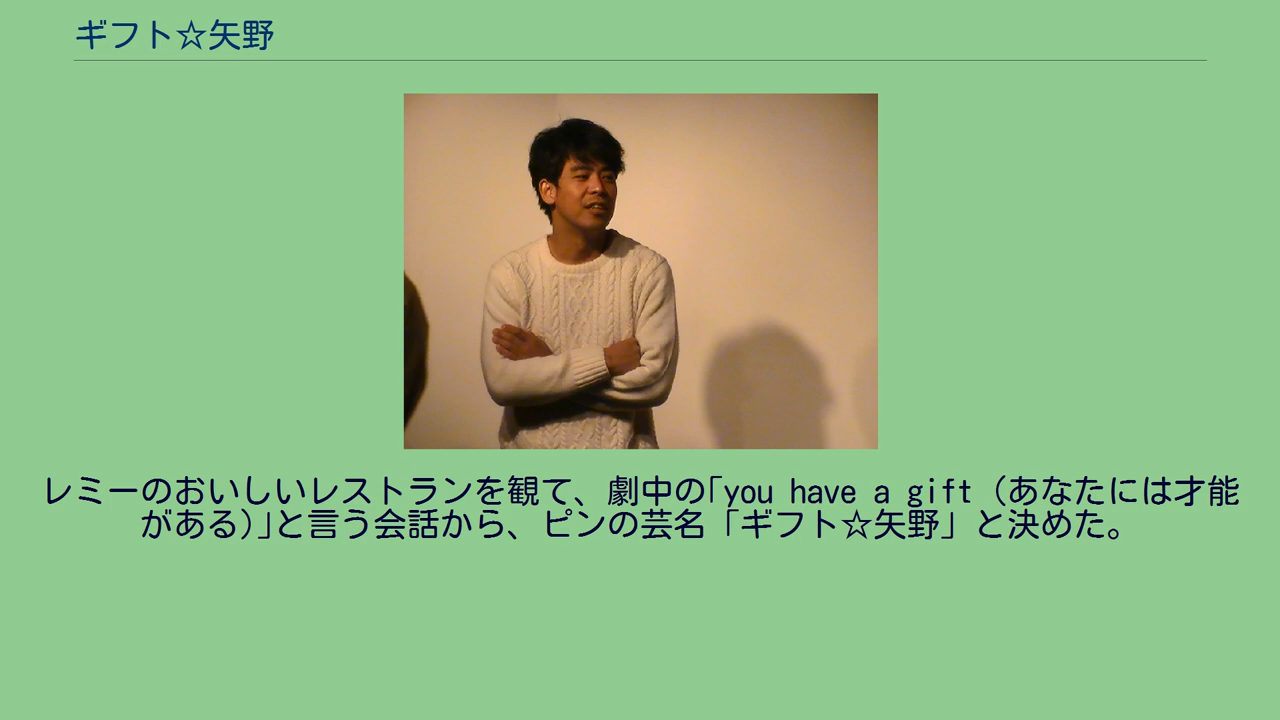 ギフト☆矢野
レミーのおいしいレストランを観て、劇中の｢you have a gift（あなたには才能
がある）｣と言う会話から、ピンの芸名「ギフト☆矢野」と決めた。